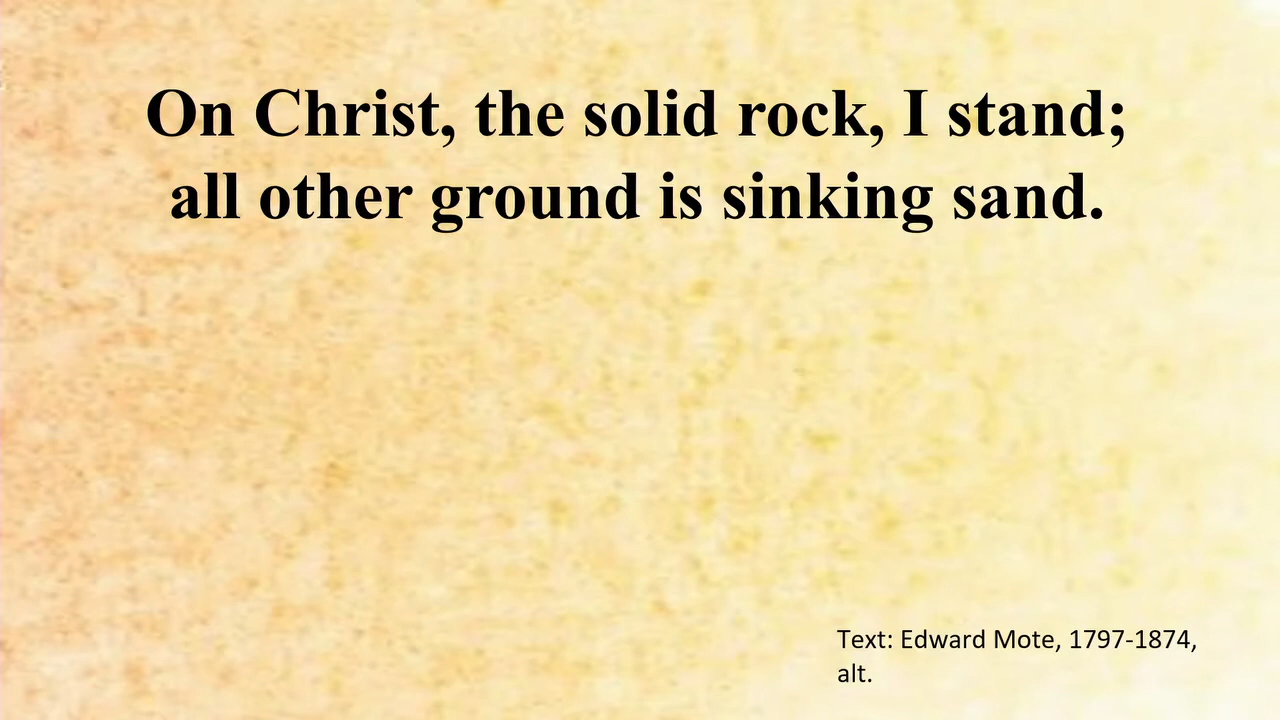 On Christ, the solid rock, I stand;
all other ground is sinking sand.
Text: Edward Mote, 1797-1874,
alt.